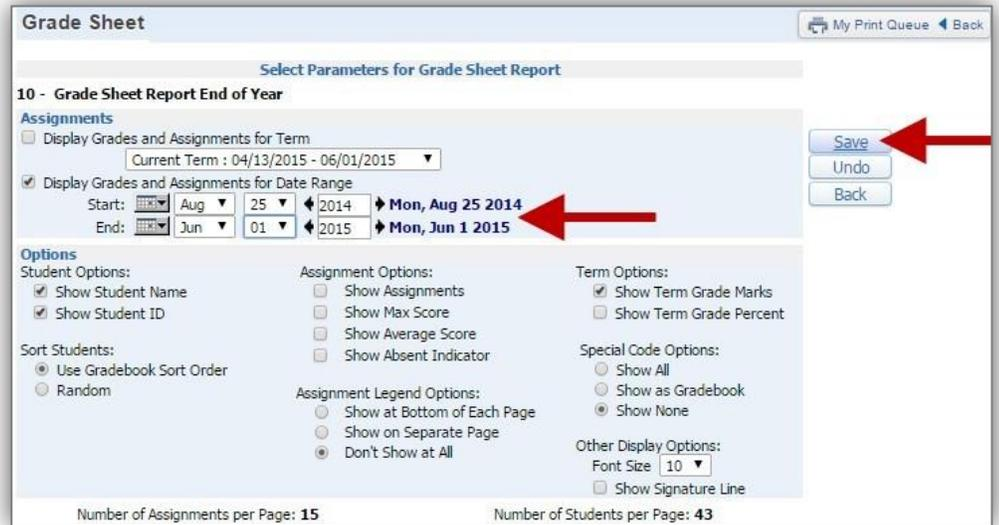 Grade Sheet
My Print Queue Back
Select Parameters for Grade Sheet Report
10 - Grade Sheet Report End of Year
Assignments
Display Grades and Assignments for Term
Current Term : 04/13/2015 - 06/01/2015
Save
Undo
Display Grades and Assignments for Date Range
Back
Start: Aug 25 2014 Mon, Aug 25 2014
End: Jun 01 2015 Mon, Jun 1 2015
Options
Student Options:
Show Student Name
Show Student ID
Sort Students:
Use Gradebook Sort Order
Random
Assignment Options:
Show Assignments
Show Max Score
Show Average Score
Show Absent Indicator
Assignment Legend Options:
Show at Bottom of Each Page
Show on Separate Page
Don't Show at All
Term Options:
Show Term Grade Marks
Show Term Grade Percent
Special Code Options:
Show All
Show as Gradebook
Show None
Other Display Options:
Font Size 10
Show Signature Line
Number of Assignments per Page: 15 Number of Students per Page: 43